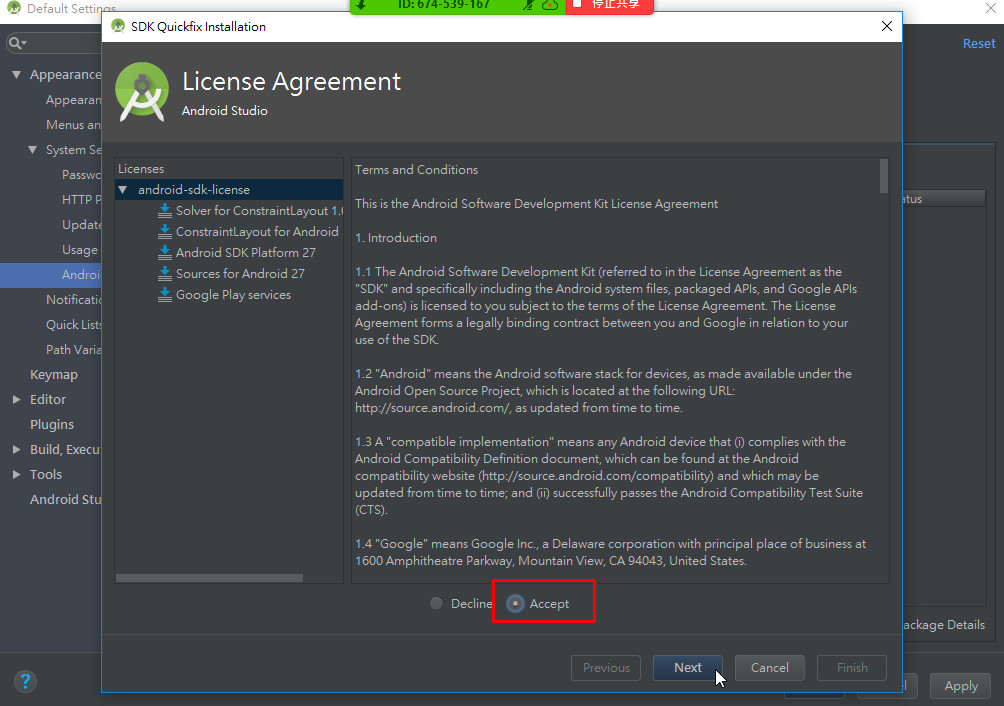 Default Settings
ID: 674-539-167
停止共享
SDK Quickfix Installation
Reset
License Agreement
Android Studio
Appearance
Appearan
Menus an
System Se
Passwo
HTTP P
Update
Usage
Androi
Notificatio
Quick Lists
Path Varia
Keymap
Editor
Plugins
Build, Execu
Tools
Android Stu
Licenses
android-sdk-license
Solver for ConstraintLayout 1.0
ConstraintLayout for Android
Android SDK Platform 27
Sources for Android 27
Google Play services
Terms and Conditions
This is the Android Software Development Kit License Agreement
1. Introduction
1.1 The Android Software Development Kit (referred to in the License Agreement as the
"SDK" and specifically including the Android system files, packaged APIs, and Google APIs
add-ons) is licensed to you subject to the terms of the License Agreement. The License
Agreement forms a legally binding contract between you and Google in relation to your
use of the SDK.
1.2 "Android" means the Android software stack for devices, as made available under the
Android Open Source Project, which is located at the following URL:
http://source.android.com/, as updated from time to time.
1.3 A "compatible implementation" means any Android device that (i) complies with the
Android Compatibility Definition document, which can be found at the Android
compatibility website (http://source.android.com/compatibility) and which may be
updated from time to time; and (ii) successfully passes the Android Compatibility Test Suite
(CTS).
1.4 "Google" means Google Inc., a Delaware corporation with principal place of business at
1600 Amphitheatre Parkway, Mountain View, CA 94043, United States.
atus
Decline
Accept
ackage Details
Previous
Next
Cancel
Finish
?
l
Apply